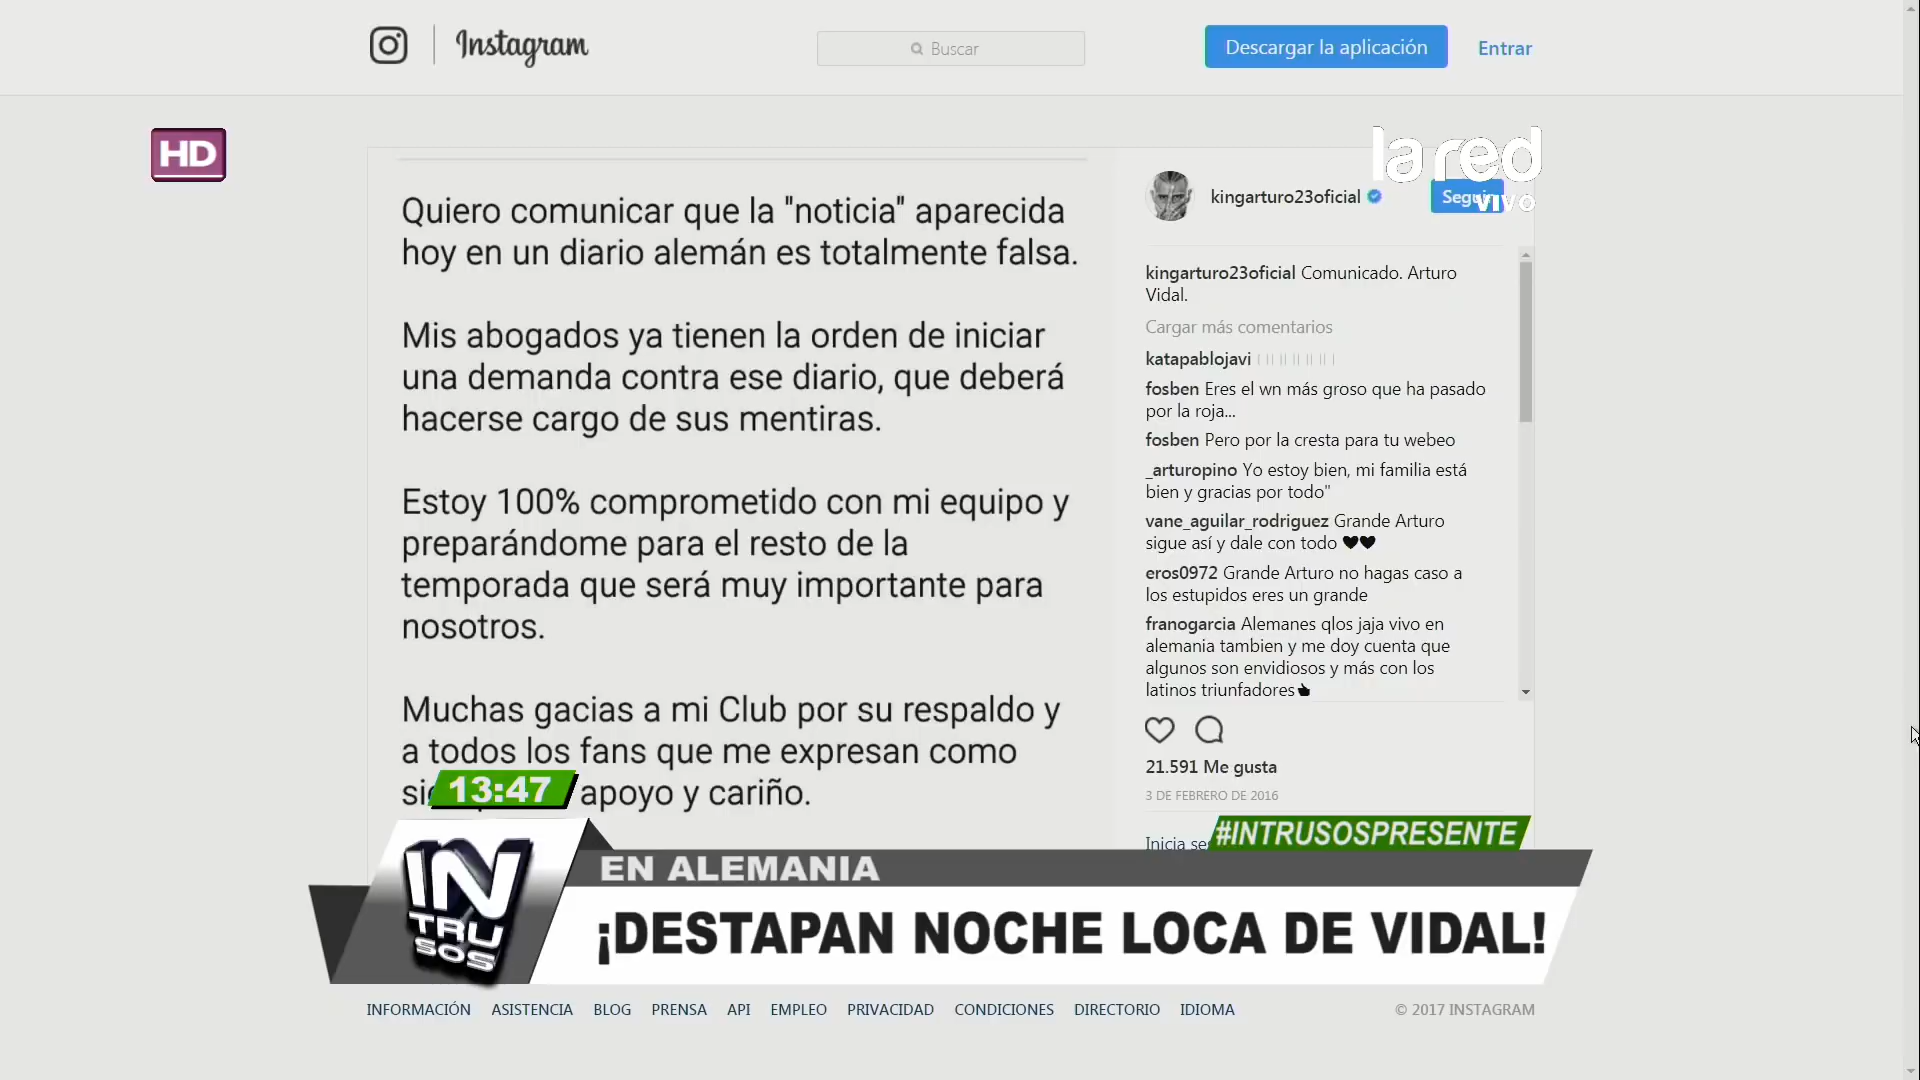 Instagram
Buscar
Descargar la aplicación
Entrar
HD
la red
vivo
Quiero comunicar que la "noticia" aparecida
hoy en un diario alemán es totalmente falsa.
Mis abogados ya tienen la orden de iniciar
una demanda contra ese diario, que deberá
hacerse cargo de sus mentiras.
Estoy 100% comprometido con mi equipo y
preparándome para el resto de la
temporada que será muy importante para
nosotros.
Muchas gacias a mi Club por su respaldo y
a todos los fans que me expresan como
apoyo y cariño.
kingarturo23oficial
Seguir
kingarturo23oficial Comunicado. Arturo
Vidal.
Cargar más comentarios
katapablojavi
fosben Eres el wn más groso que ha pasado
por la roja...
fosben Pero por la cresta para tu webeo
_arturopino Yo estoy bien, mi familia está
bien y gracias por todo"
vane_aguilar_rodriguez Grande Arturo
sigue así y dale con todo 🖤🖤
eros0972 Grande Arturo no hagas caso a
los estupidos eres un grande
franogarcia Alemanes qlos jaja vivo en
alemania tambien y me doy cuenta que
algunos son envidiosos y más con los
latinos triunfadores
21.591 Me gusta
3 DE FEBRERO DE 2016
Inicia
13:47
#INTRUSOSPRESENTE
INTRUSOS
EN ALEMANIA
¡DESTAPAN NOCHE LOCA DE VIDAL!
INFORMACIÓN ASISTENCIA BLOG PRENSA API EMPLEO PRIVACIDAD CONDICIONES DIRECTORIO IDIOMA
© 2017 INSTAGRAM